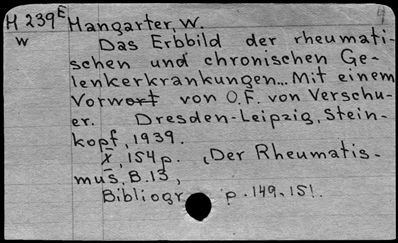 H 239E Hangarter, W.
W Das Erbbild der rheumati-
schen und chronischen Ge-
lenkerkrankungen... Mit einem
Vorwort von O.F. von Verschu-
er. Dresden-Leipzig, Stein-
kopf, 1939.
X, 154 p. (Der Rheumatis-
mus, B.13,
Bibliogr p. 149-151.